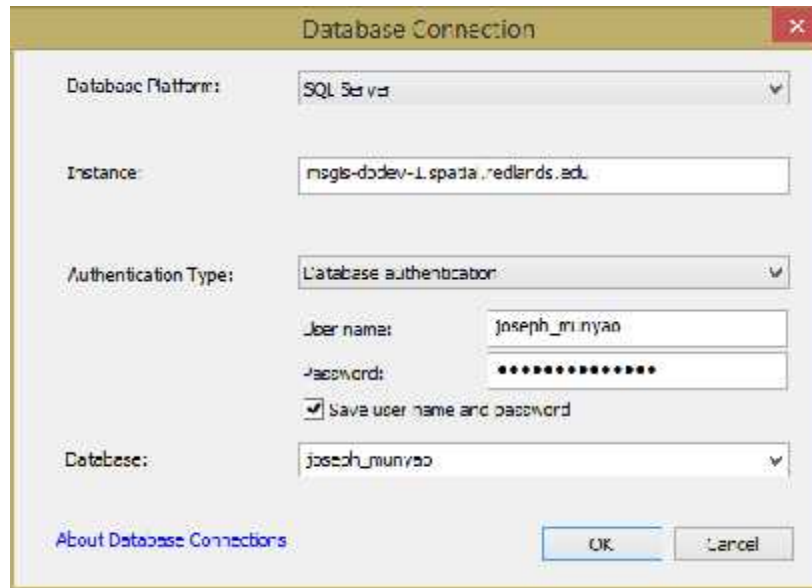 Database Connection
Database Platform:
SQL Server
Instance:
msgis-dbdev-1.spatial.redlands.edu
Authentication Type:
Database authentication
User name:
joseph_munyao
Password:
••••••••••••••
Save user name and password
Database:
joseph_munyao
About Database Connections
OK
Cancel